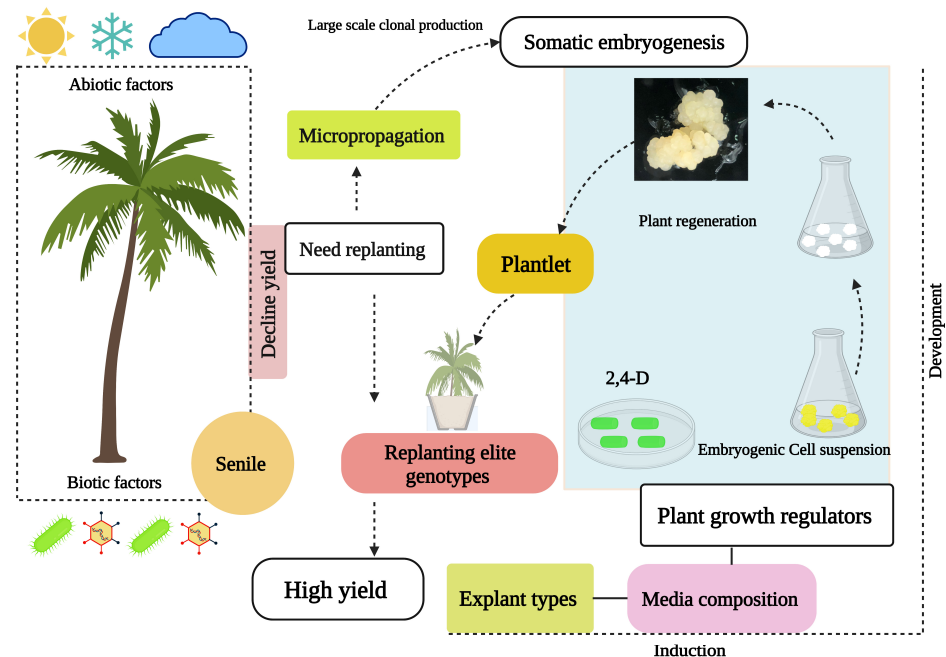 Large scale clonal production
Somatic embryogenesis
Abiotic factors
Micropropagation
Plant regeneration
Need replanting
Plantlet
Decline yield
Development
2,4-D
Embryogenic Cell suspension
Replanting elite
genotypes
Senile
Biotic factors
Plant growth regulators
High yield
Explant types
Media composition
Induction